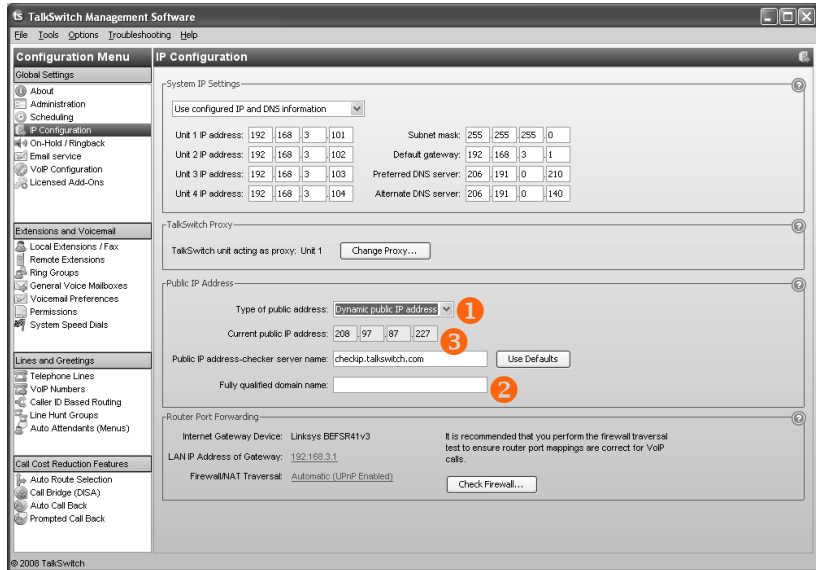 ts TalkSwitch Management Software
File Tools Options Troubleshooting Help
Configuration Menu
Global Settings
About
Administration
Scheduling
IP Configuration
On-Hold / Ringback
Email service
VoIP Configuration
Licensed Add-Ons
Extensions and Voicemail
Local Extensions / Fax
Remote Extensions
Ring Groups
General Voice Mailboxes
Voicemail Preferences
Permissions
System Speed Dials
Lines and Greetings
Telephone Lines
VoIP Numbers
Caller ID Based Routing
Line Hunt Groups
Auto Attendants (Menus)
Call Cost Reduction Features
Auto Route Selection
Call Bridge (DISA)
Auto Call Back
Prompted Call Back
IP Configuration
System IP Settings
Use configured IP and DNS information
Unit 1 IP address: 192 .168 .3 .101 Subnet mask: 255 .255 .255 .0
Unit 2 IP address: 192 .168 .3 .102 Default gateway: 192 .168 .3 .1
Unit 3 IP address: 192 .168 .3 .103 Preferred DNS server: 206 .191 .0 .210
Unit 4 IP address: 192 .168 .3 .104 Alternate DNS server: 206 .191 .0 .140
TalkSwitch Proxy
TalkSwitch unit acting as proxy: Unit 1 Change Proxy...
Public IP Address
Type of public address: Dynamic public IP address 1
Current public IP address: 208 .97 .87 .227 3
Public IP address-checker server name: checkip.talkswitch.com Use Defaults
Fully qualified domain name: 2
Router Port Forwarding
Internet Gateway Device: Linksys BEFSR41v3
LAN IP Address of Gateway: 192.168.3.1
Firewall/NAT Traversal: Automatic (UPnP Enabled)
It is recommended that you perform the firewall traversal
test to ensure router port mappings are correct for VoIP
calls.
Check Firewall...
© 2008 TalkSwitch